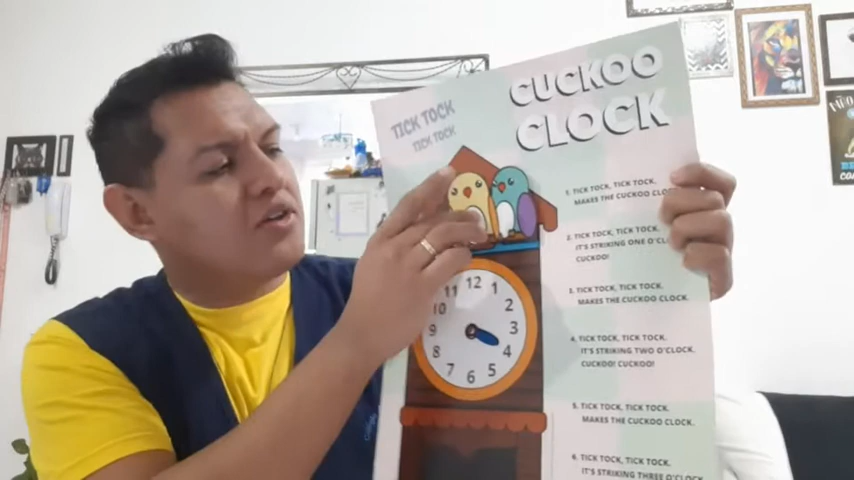 TICK TOCK
TICK TOCK
CUCKOO
CLOCK
1. TICK TOCK, TICK TOCK,
MAKES THE CUCKOO
2. TICK TOCK, TICK TOCK,
IT'S STRIKING ONE O'CL
CUCKOO!
3. TICK TOCK, TICK TOCK,
MAKES THE CUCKOO CLOCK.
4. TICK TOCK, TICK TOCK,
IT'S STRIKING TWO O'CLOCK.
CUCKOO! CUCKOO!
5. TICK TOCK, TICK TOCK,
MAKES THE CUCKOO CLOCK.
6. TICK TOCK, TICK TOCK,
IT'S STRIKING THREE O'CLOCK
11 12 1
10 2
9 3
8 4
7 6 5